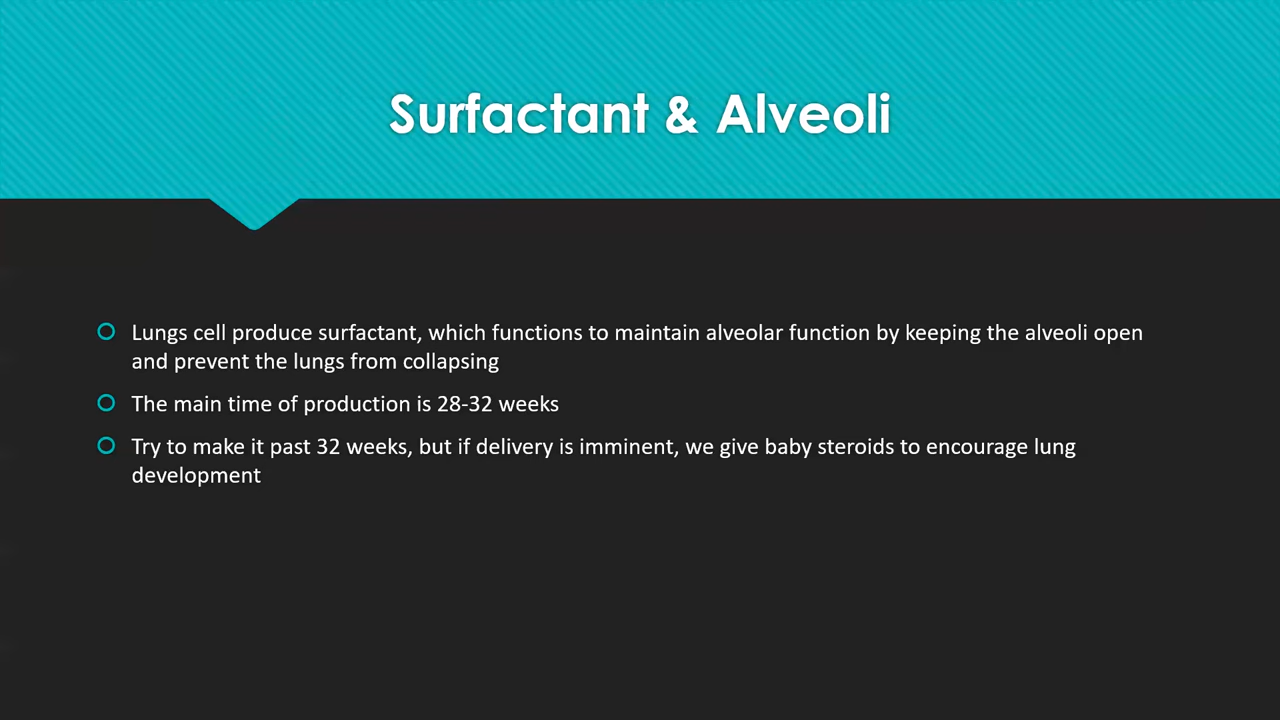 Surfactant & Alveoli
Lungs cell produce surfactant, which functions to maintain alveolar function by keeping the alveoli open
and prevent the lungs from collapsing
The main time of production is 28-32 weeks
Try to make it past 32 weeks, but if delivery is imminent, we give baby steroids to encourage lung
development